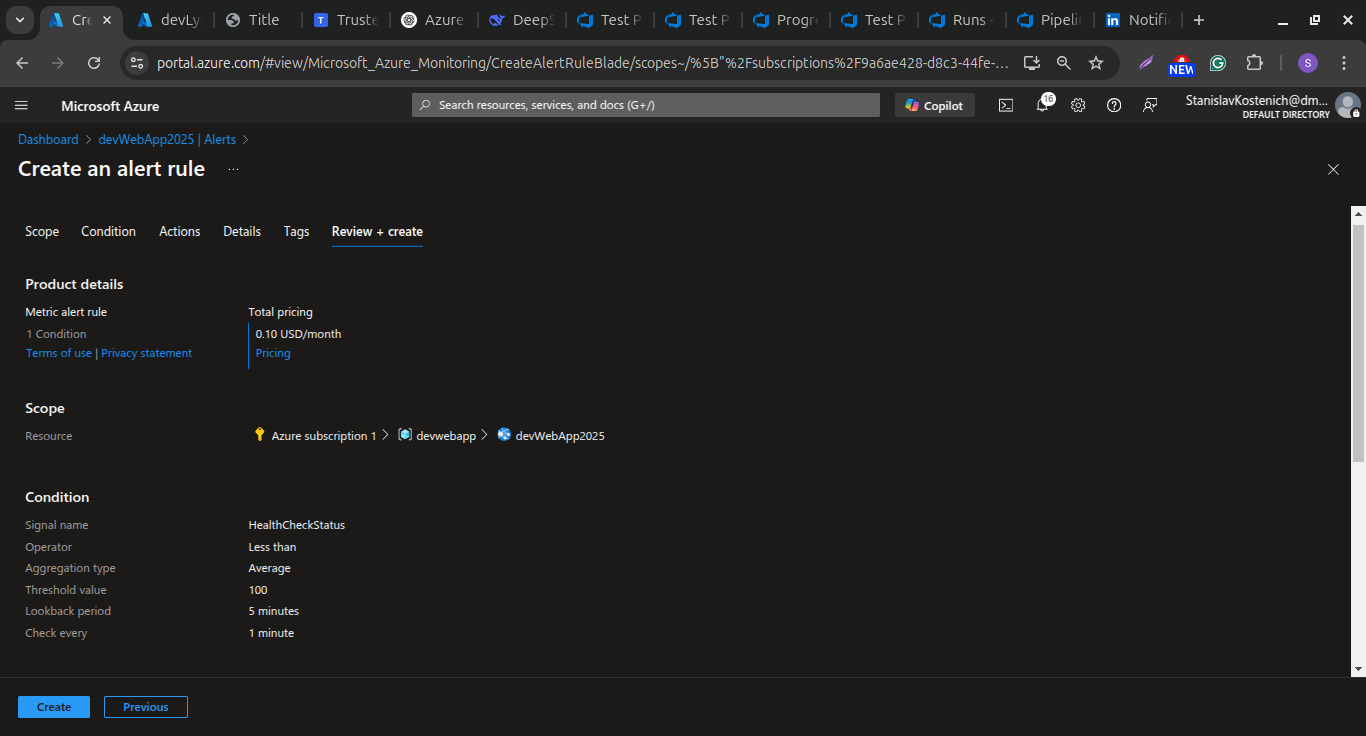 Cre
devLy
Title
Truste
Azure
DeepS
Test P
Test P
Progr
Test P
Runs -
Pipelin
Notifi
portal.azure.com/#view/Microsoft_Azure_Monitoring/CreateAlertRuleBlade/scopes~/%5B"%2Fsubscriptions%2F9a6ae428-d8c3-44fe-...
NEW
S
Microsoft Azure
Search resources, services, and docs (G+/)
Copilot
16
StanislavKostenich@dm...
DEFAULT DIRECTORY
Dashboard > devWebApp2025 | Alerts >
Create an alert rule ...
Scope Condition Actions Details Tags Review + create
Product details
Metric alert rule Total pricing
1 Condition 0.10 USD/month
Terms of use | Privacy statement Pricing
Scope
Resource Azure subscription 1 > devwebapp > devWebApp2025
Condition
Signal name HealthCheckStatus
Operator Less than
Aggregation type Average
Threshold value 100
Lookback period 5 minutes
Check every 1 minute
Create Previous